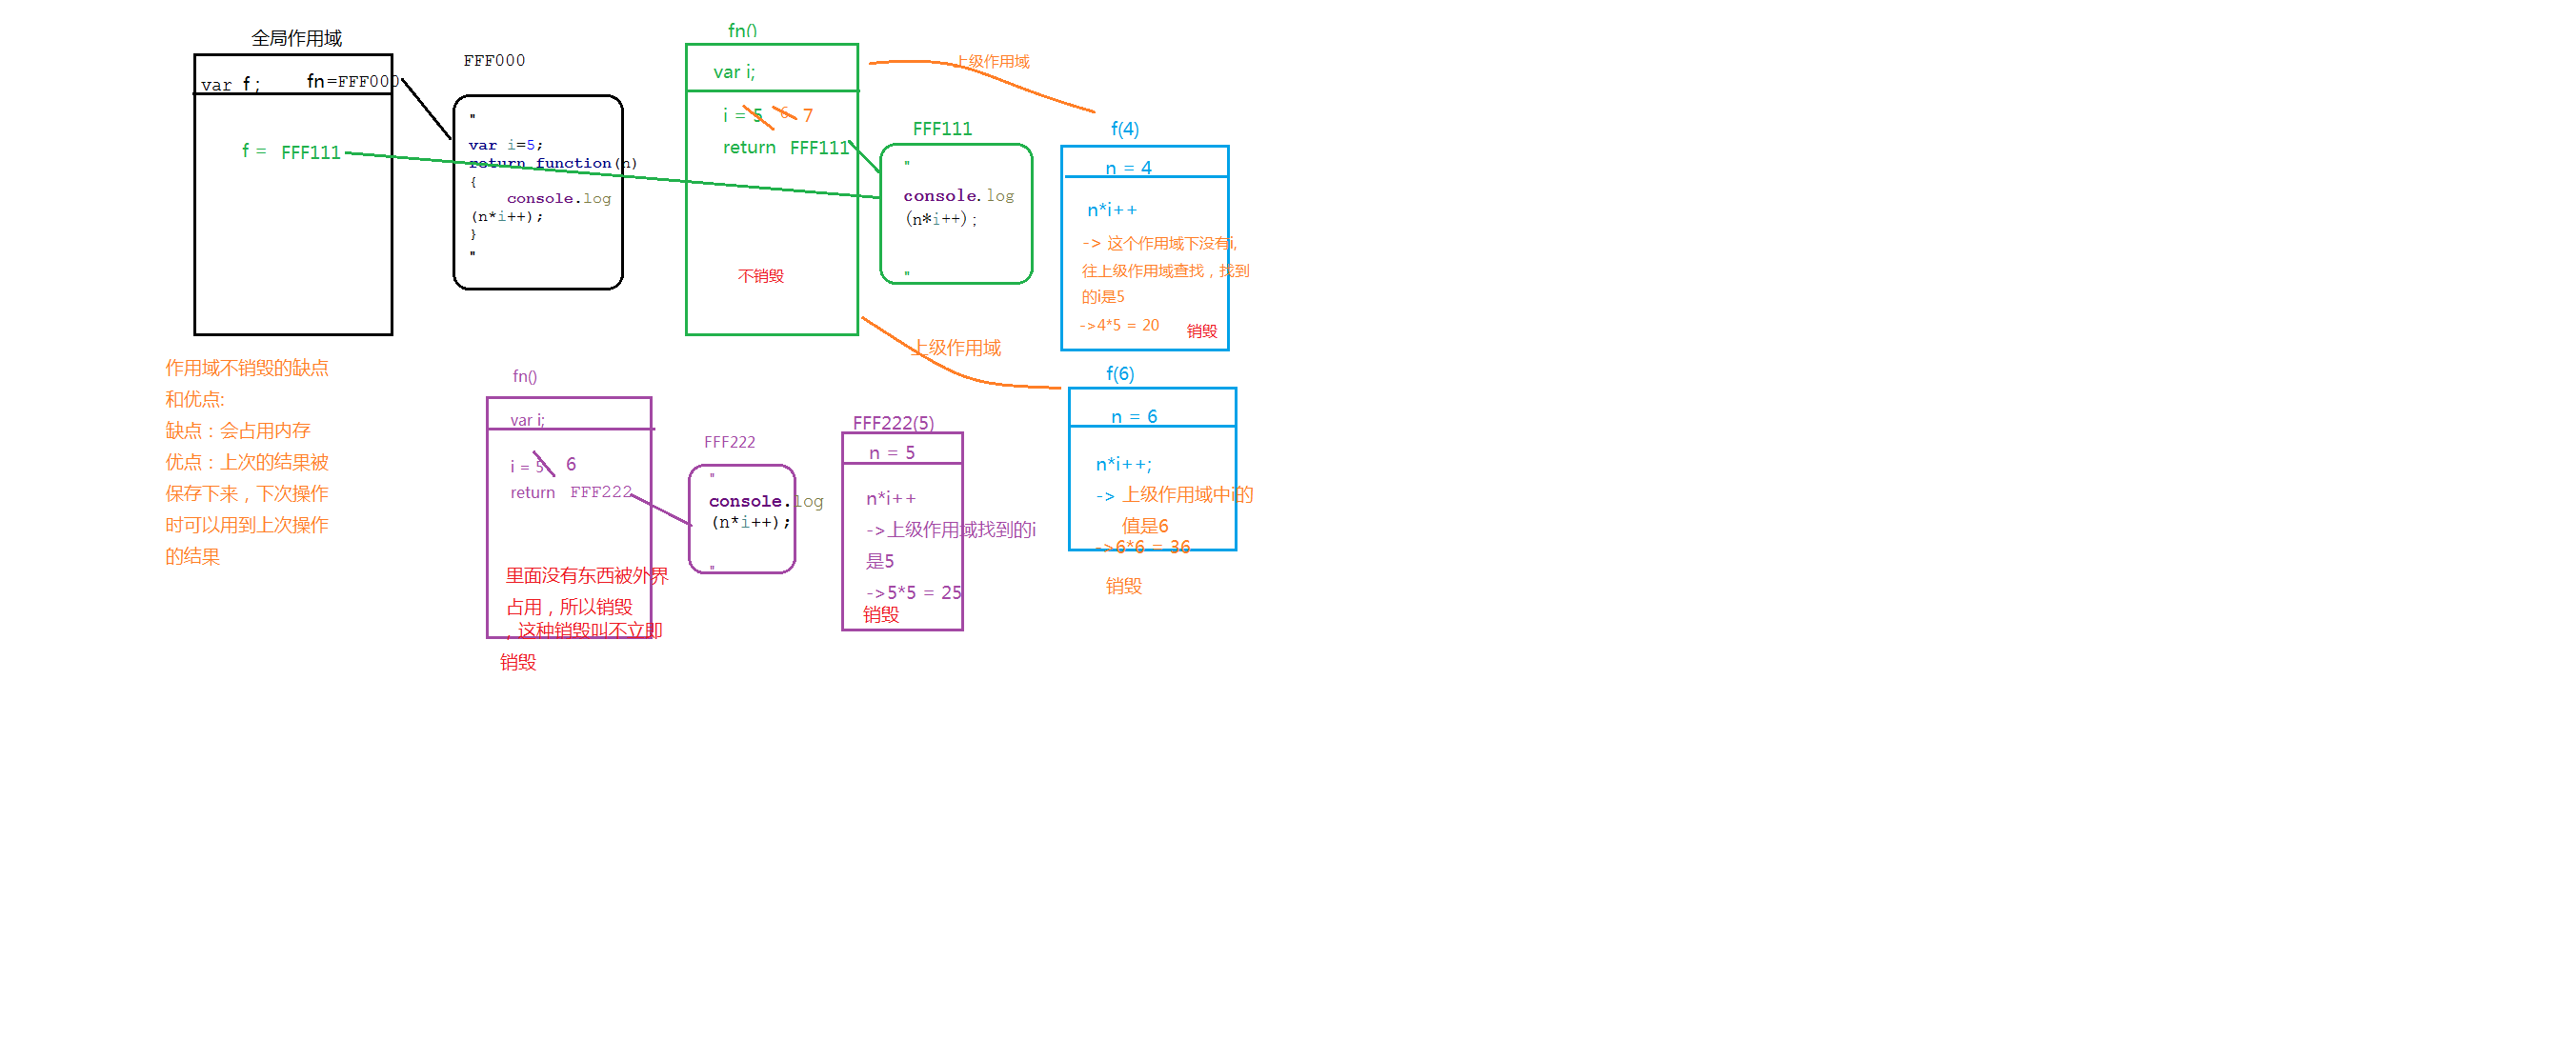 全局作用域
var f;
fn=FFF000
f = FFF111
FFF000
"
var i=5;
return function(n)
{
console.log
(n*i++);
}
"
fn()
var i;
i = 5 6 7
return FFF111
不销毁
FFF111
"
console.log
(n*i++);
"
上级作用域
f(4)
n = 4
n*i++
-> 这个作用域下没有i,
往上级作用域查找，找到
的i是5
->4*5 = 20
销毁
上级作用域
f(6)
n = 6
n*i++;
-> 上级作用域中i的
值是6
->6*6 = 36
销毁
作用域不销毁的缺点
和优点:
缺点：会占用内存
优点：上次的结果被
保存下来，下次操作
时可以用到上次操作
的结果
fn()
var i;
i = 5 6
return FFF222
里面没有东西被外界
占用，所以销毁
，这种销毁叫不立即
销毁
FFF222
"
console.log
(n*i++);
"
FFF222(5)
n = 5
n*i++
->上级作用域找到的i
是5
->5*5 = 25
销毁